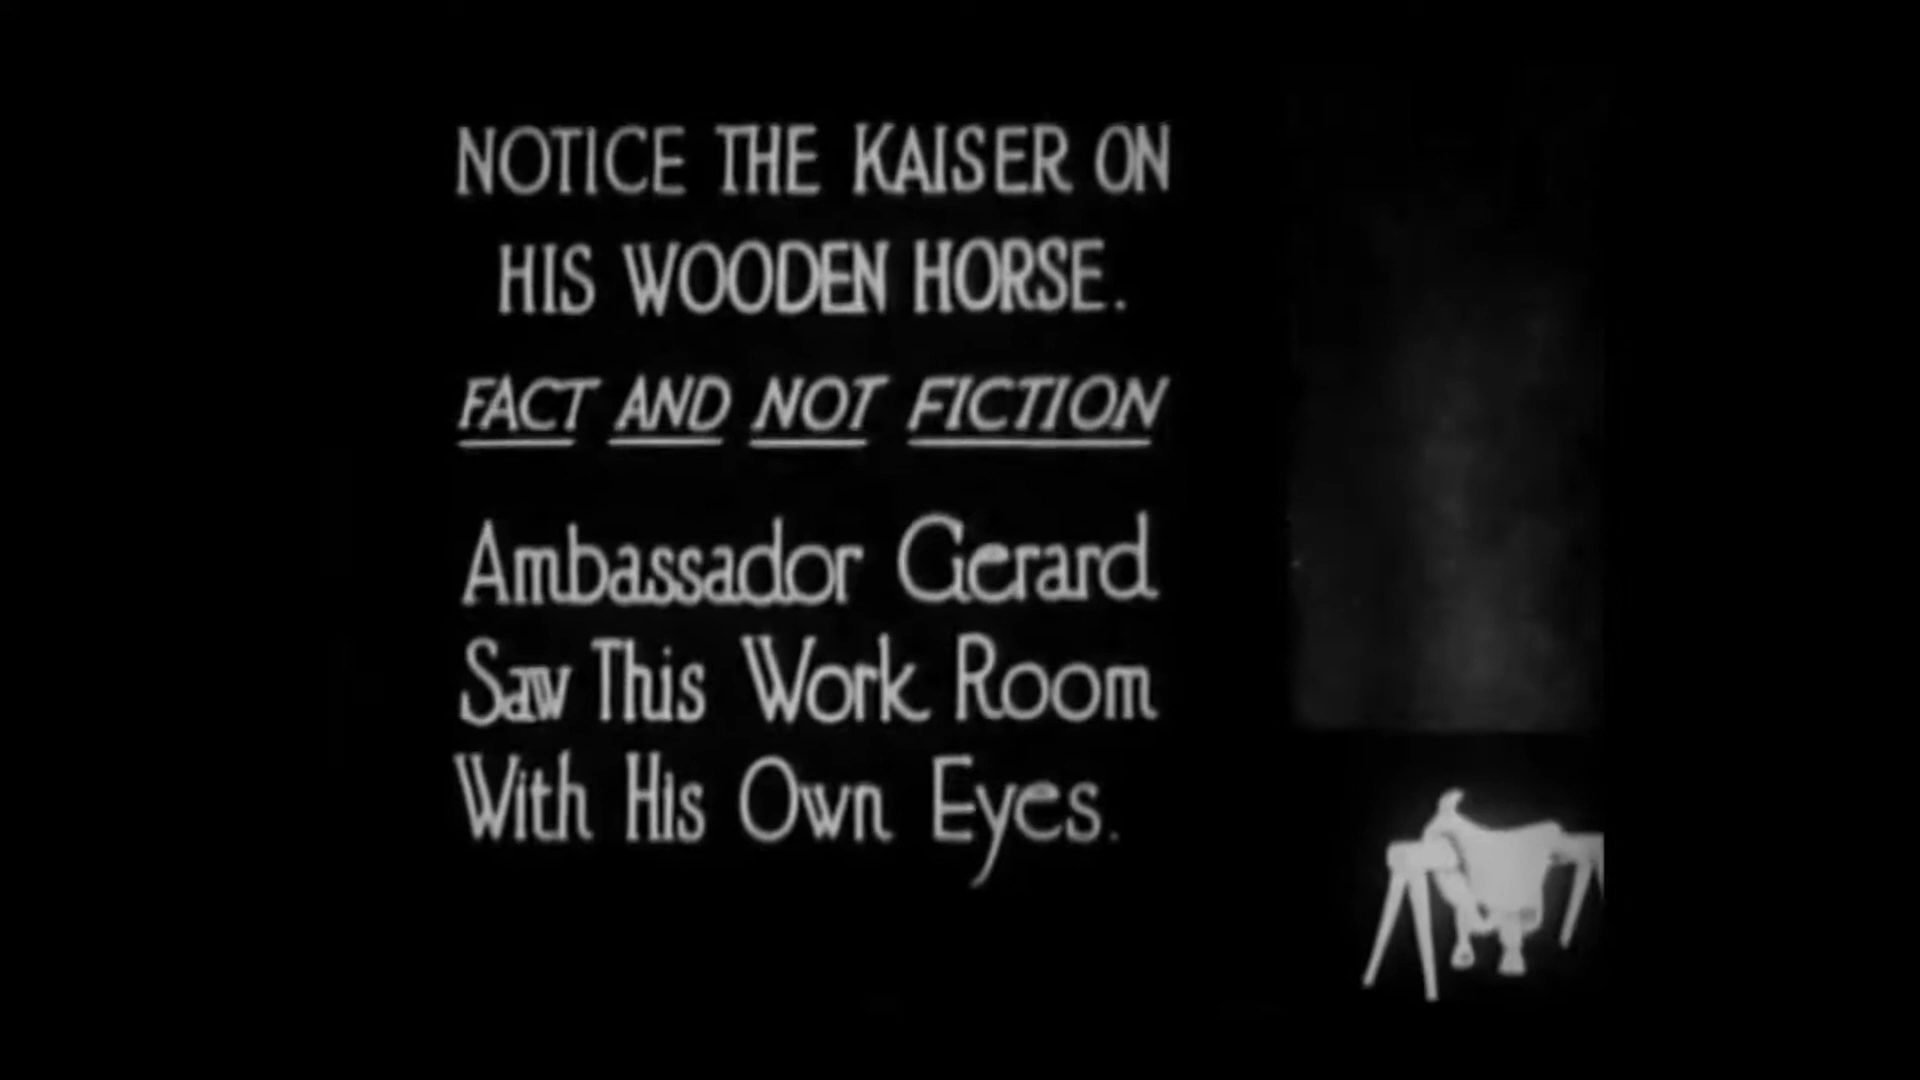 NOTICE THE KAISER ON
HIS WOODEN HORSE.
FACT AND NOT FICTION
Ambassador Gerard
Saw This Work Room
With His Own Eyes.